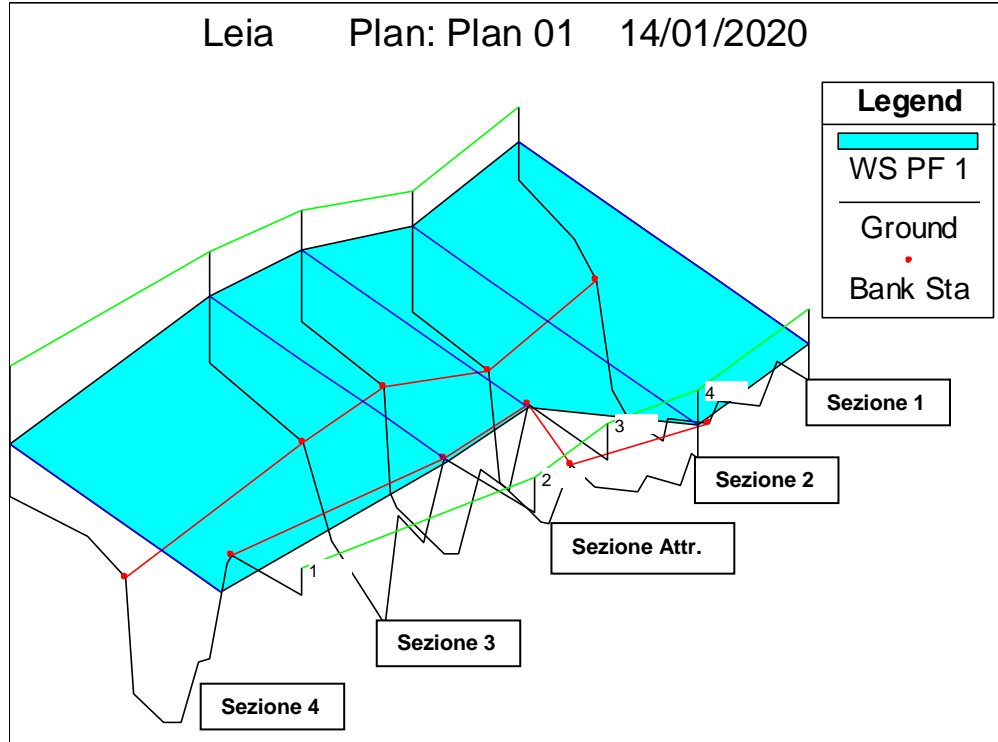 Leia Plan: Plan 01 14/01/2020
Legend
WS PF 1
Ground
Bank Sta
4
3
2
1
Sezione 1
Sezione 2
Sezione Attr.
Sezione 3
Sezione 4